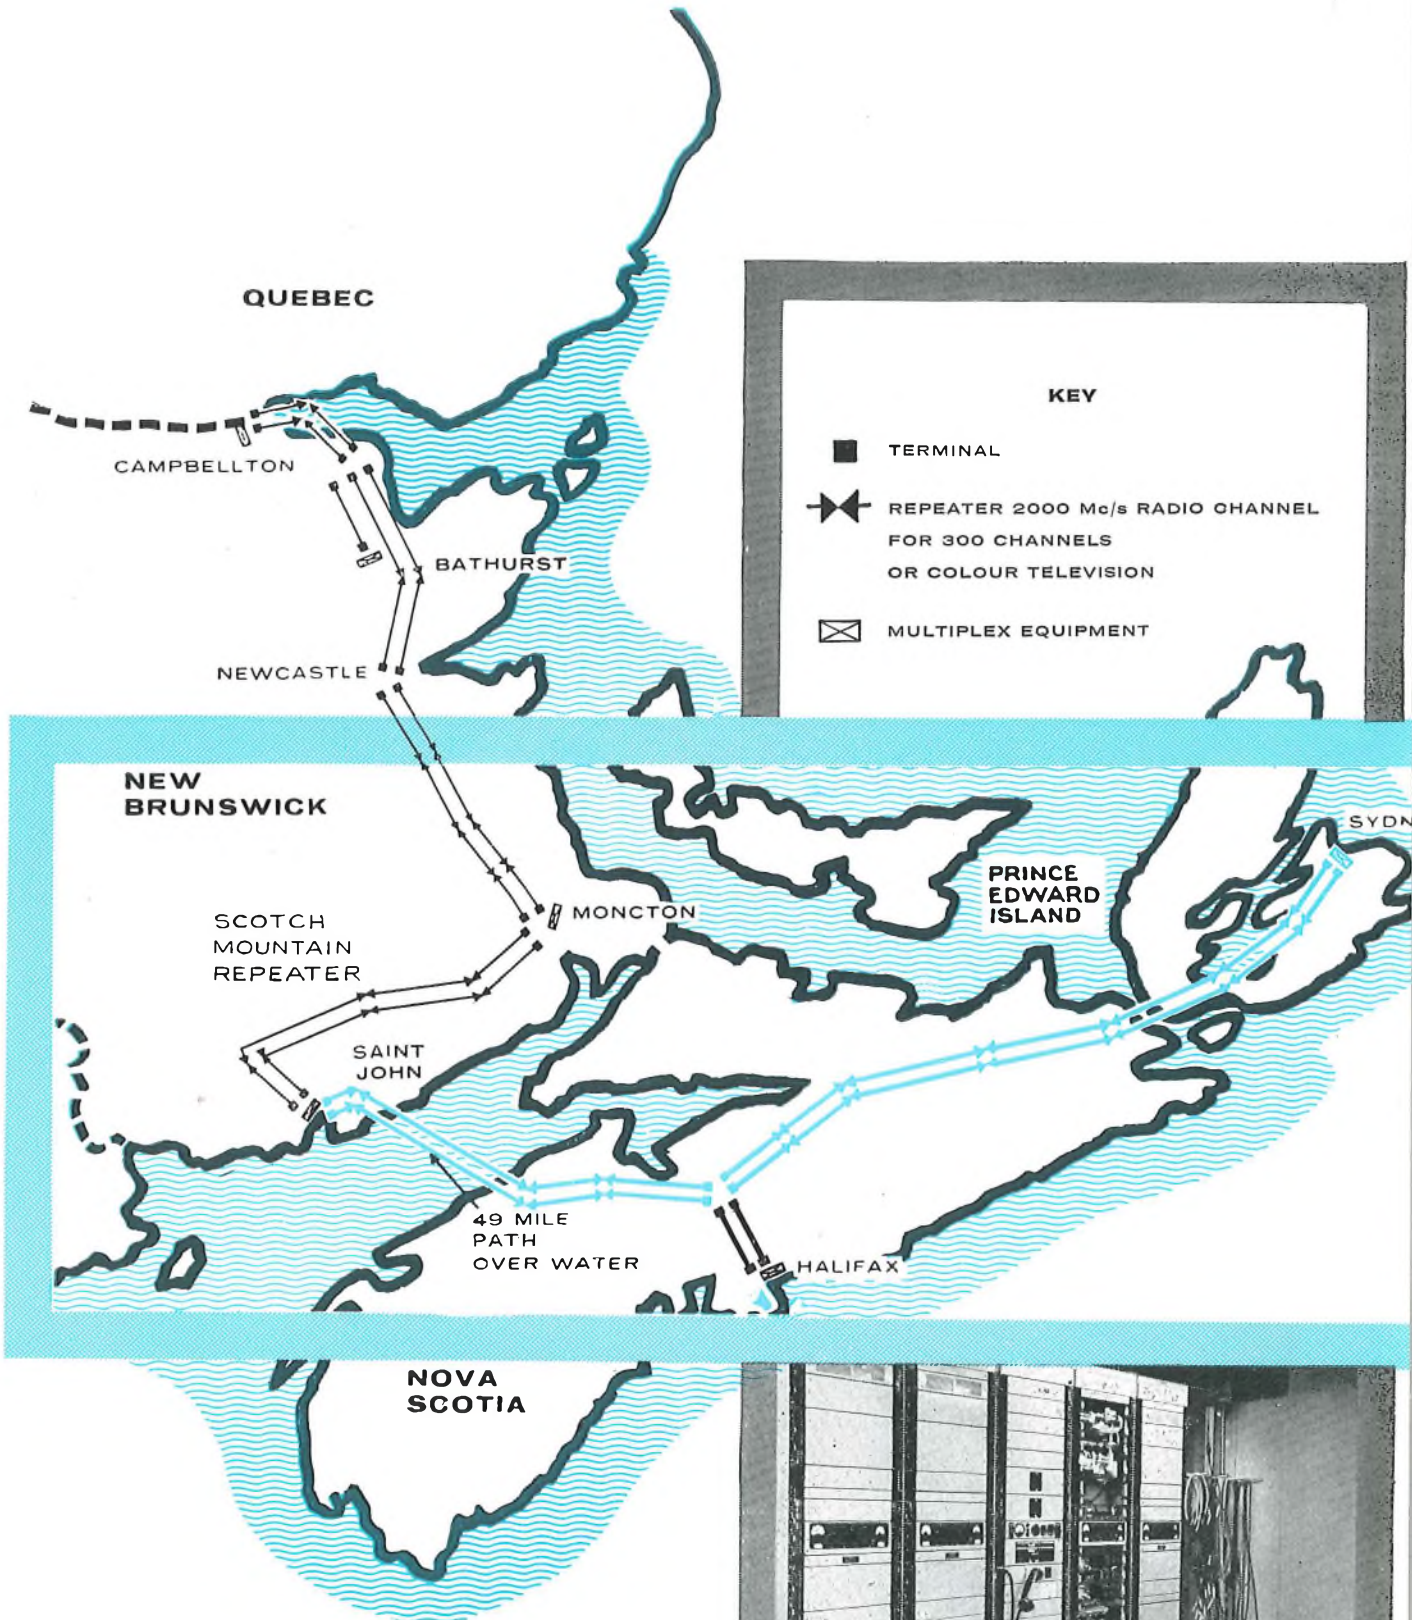 QUEBEC
KEY
TERMINAL
REPEATER 2000 Mc/s RADIO CHANNEL
FOR 300 CHANNELS
OR COLOUR TELEVISION
MULTIPLEX EQUIPMENT
CAMPBELLTON
BATHURST
NEWCASTLE
NEW
BRUNSWICK
SYDN
PRINCE
EDWARD
ISLAND
MONCTON
SCOTCH
MOUNTAIN
REPEATER
SAINT
JOHN
49 MILE
PATH
OVER WATER
HALIFAX
NOVA
SCOTIA